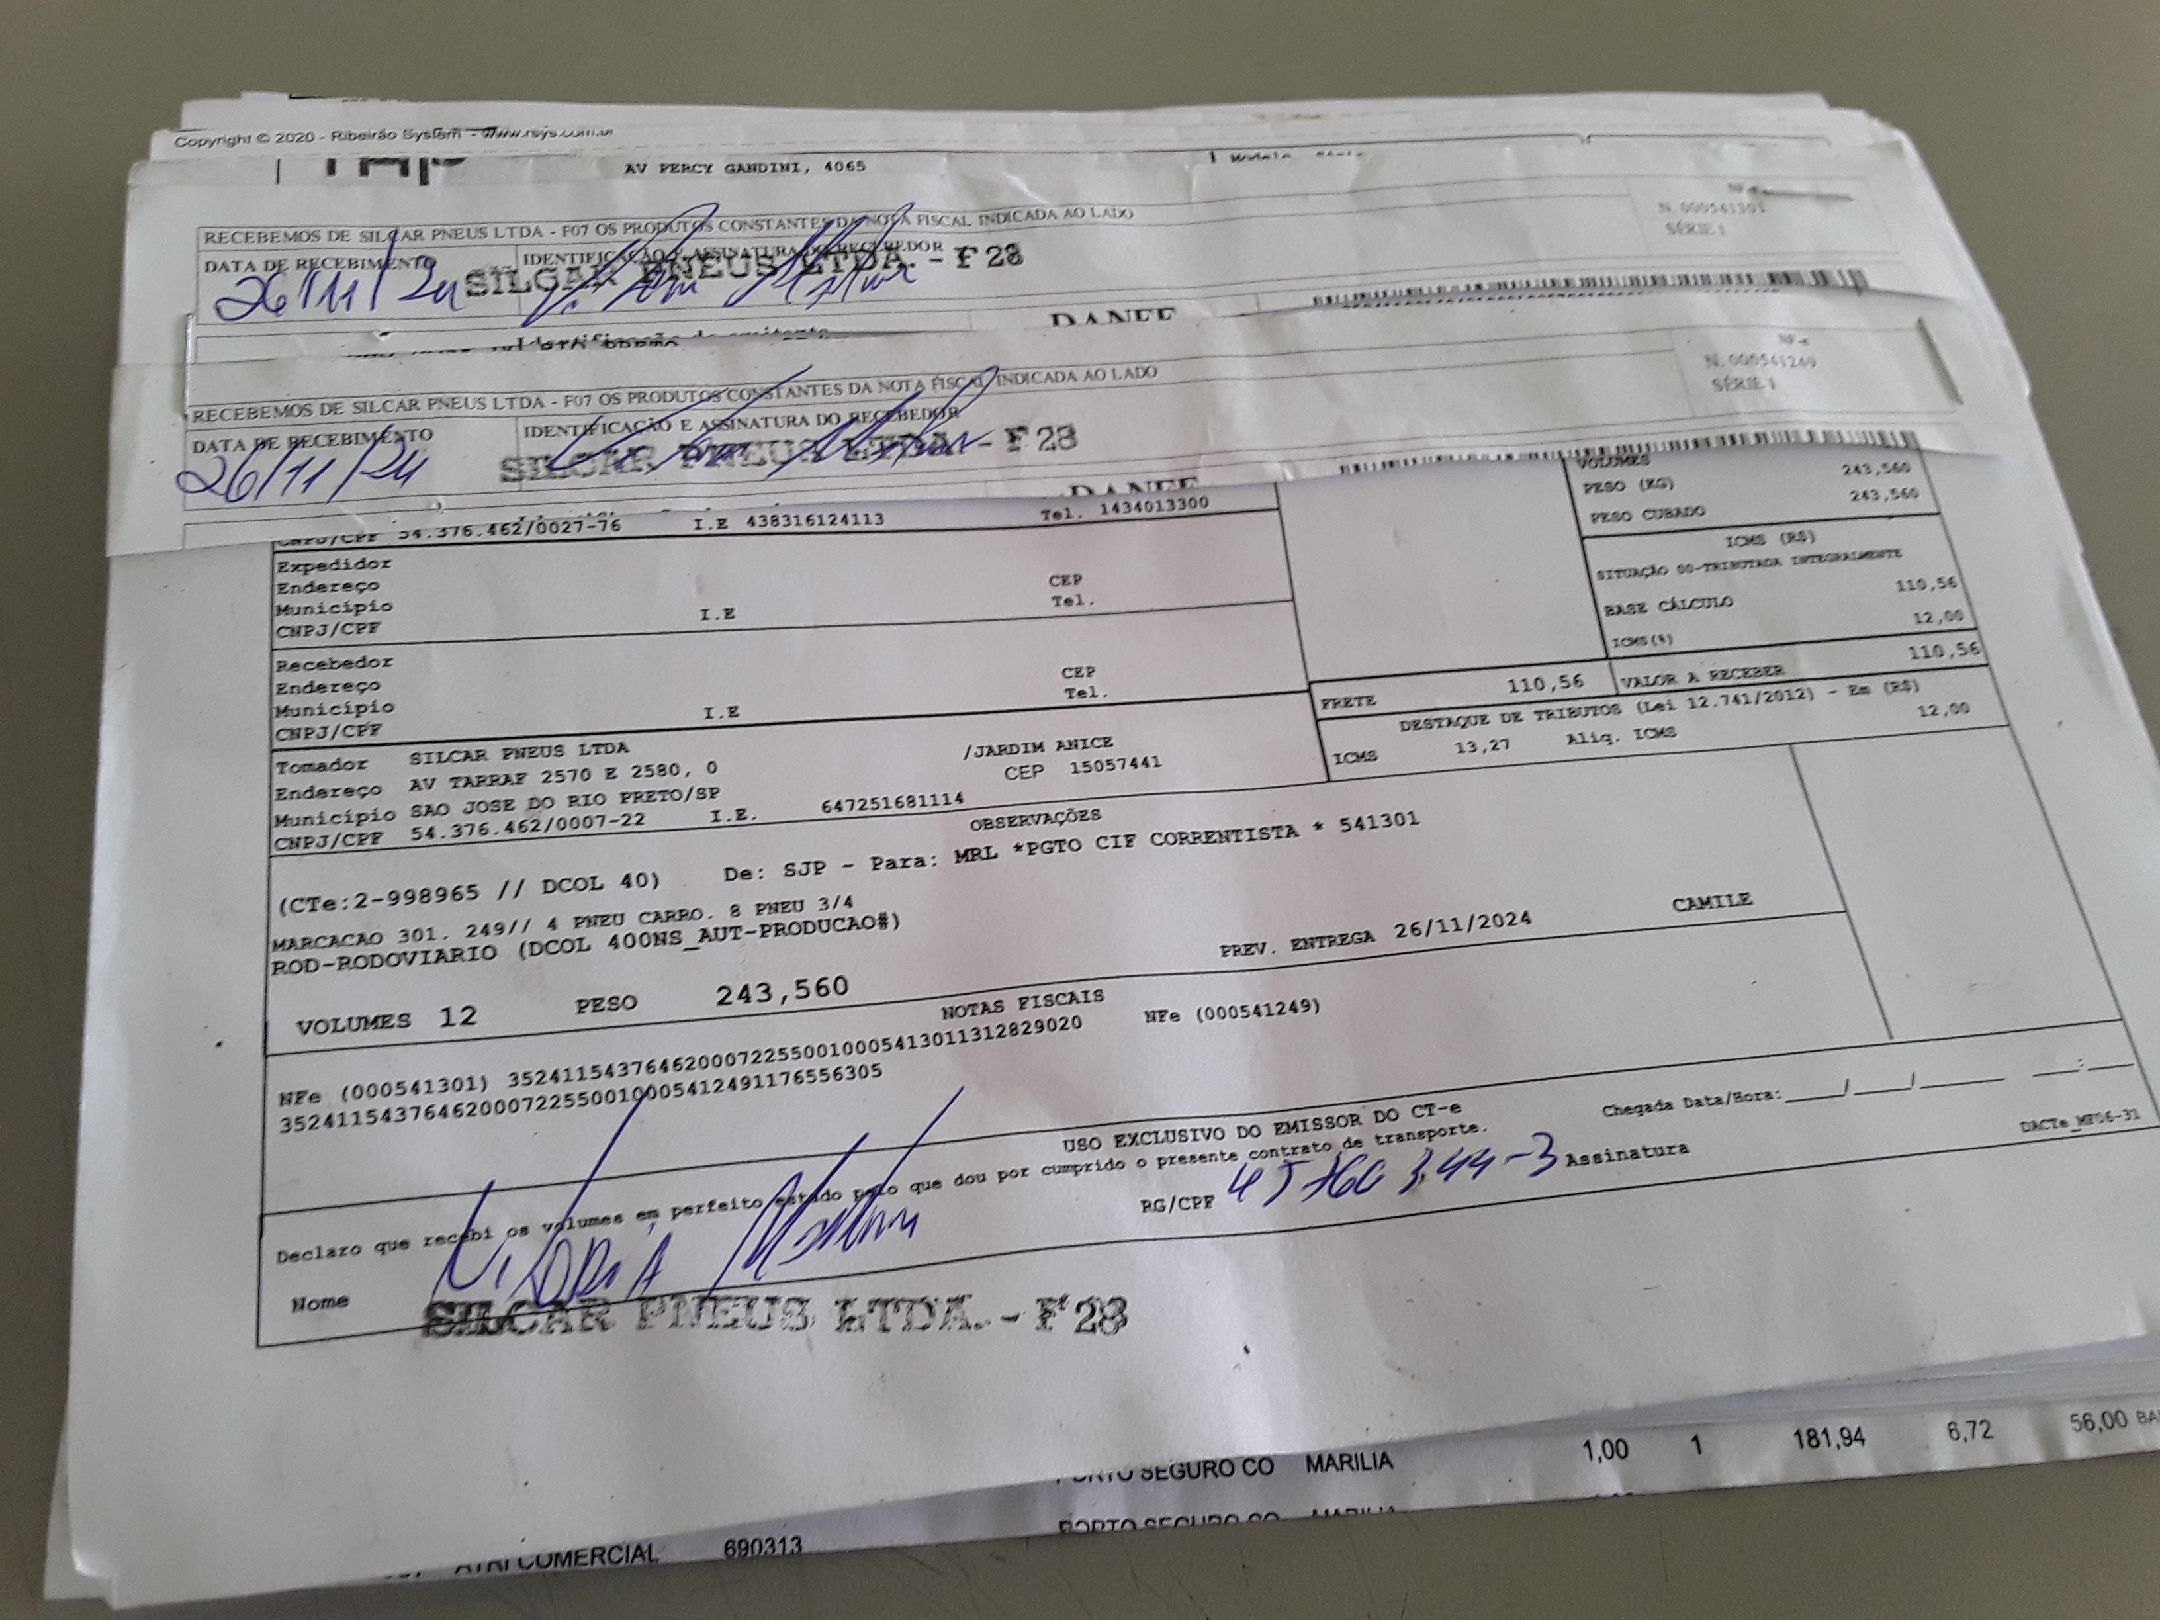 Copyright © 2020 - Ribeirão System - www.rsys.com.br
AV PERCY GANDINI, 4065
RECEBEMOS DE SILCAR PNEUS LTDA - F07 OS PRODUTOS CONSTANTES DA NOTA FISCAL INDICADA AO LADO
N. 000541301
SÉRIE 1
DATA DE RECEBIMENTO IDENTIFICAÇÃO E ASSINATURA DO RECEBEDOR
26/11/24 SILCAR PNEUS LTDA. - F 28
DANFE
RECEBEMOS DE SILCAR PNEUS LTDA - F07 OS PRODUTOS CONSTANTES DA NOTA FISCAL INDICADA AO LADO
N. 000541249
SÉRIE 1
DATA DE RECEBIMENTO IDENTIFICAÇÃO E ASSINATURA DO RECEBEDOR
26/11/24 SILCAR PNEUS LTDA. - F 28
DANFE
VOLUMES
PESO (KG) 243,560
PESO CUBADO 243,560
CNPJ/CPF 54.376.462/0027-76 I.E 438316124113 Tel. 1434013300
Expedidor
Endereço CEP
Município I.E Tel.
CNPJ/CPF
ICMS (R$)
SITUAÇÃO 00-TRIBUTADA INTEGRALMENTE
BASE CÁLCULO 110,56
ICMS(%) 12,00
Recebedor
Endereço CEP
Município I.E Tel.
CNPJ/CPF
FRETE 110,56 VALOR A RECEBER 110,56
DESTAQUE DE TRIBUTOS (Lei 12.741/2012) - Em (R$)
ICMS 13,27 Aliq. ICMS 12,00
Tomador SILCAR PNEUS LTDA
Endereço AV TARRAF 2570 E 2580, 0 /JARDIM ANICE
Município SAO JOSE DO RIO PRETO/SP CEP 15057441
CNPJ/CPF 54.376.462/0007-22 I.E. 647251681114
OBSERVAÇÕES
(CTe:2-998965 // DCOL 40) De: SJP - Para: MRL *PGTO CIF CORRENTISTA * 541301
MARCACAO 301. 249// 4 PNEU CARRO. 8 PNEU 3/4
ROD-RODOVIARIO (DCOL 400NS_AUT-PRODUCAO#)
PREV. ENTREGA 26/11/2024 CAMILE
VOLUMES 12 PESO 243,560
NOTAS FISCAIS
NFe (000541301) 35241154376462000722550010005413011312829020 NFe (000541249)
35241154376462000722550010005412491176556305
USO EXCLUSIVO DO EMISSOR DO CT-e
Declaro que recebi os volumes em perfeito estado pelo que dou por cumprido o presente contrato de transporte.
Chegada Data/Hora:____/____/______ ___:___
Nome RG/CPF Assinatura
DACTe_MF06-31
SILCAR PNEUS LTDA. - F 28
PORTO SEGURO CO MARILIA 1,00 1 181,94 6,72 56,00
PORTO SEGURO CO MARILIA
ATRI COMERCIAL 690313